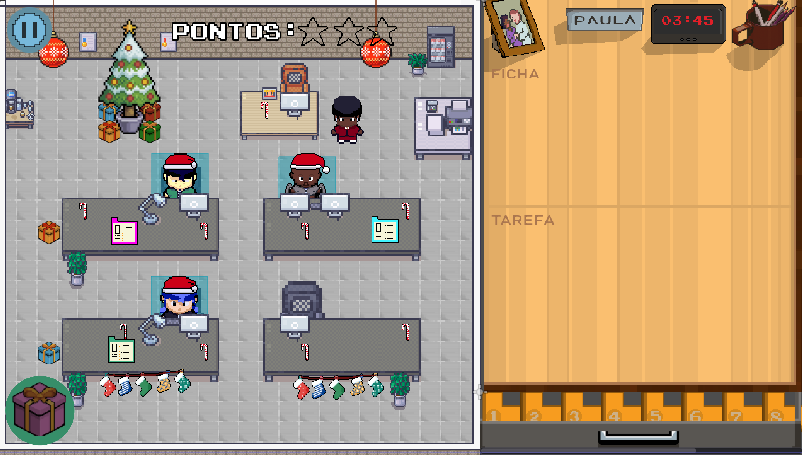 PONTOS:
PAULA
03:45
FICHA
TAREFA
1 2 3 4 5 6 7 8